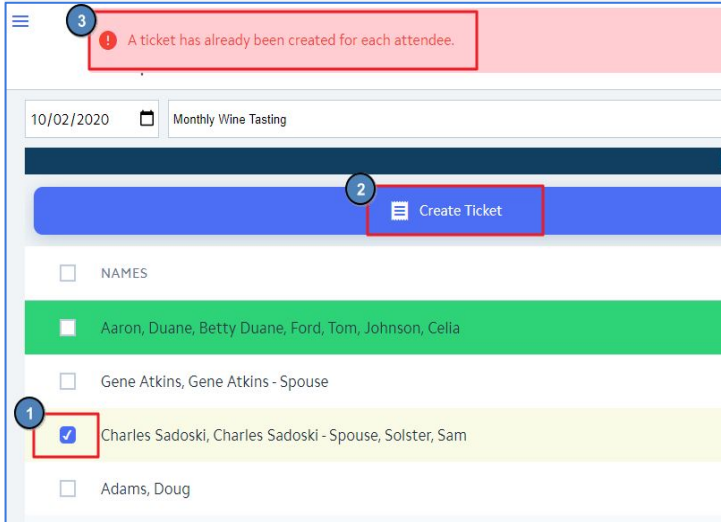 3
A ticket has already been created for each attendee.
10/02/2020 Monthly Wine Tasting
2
Create Ticket
NAMES
Aaron, Duane, Betty Duane, Ford, Tom, Johnson, Celia
Gene Atkins, Gene Atkins - Spouse
1
Charles Sadoski, Charles Sadoski - Spouse, Solster, Sam
Adams, Doug